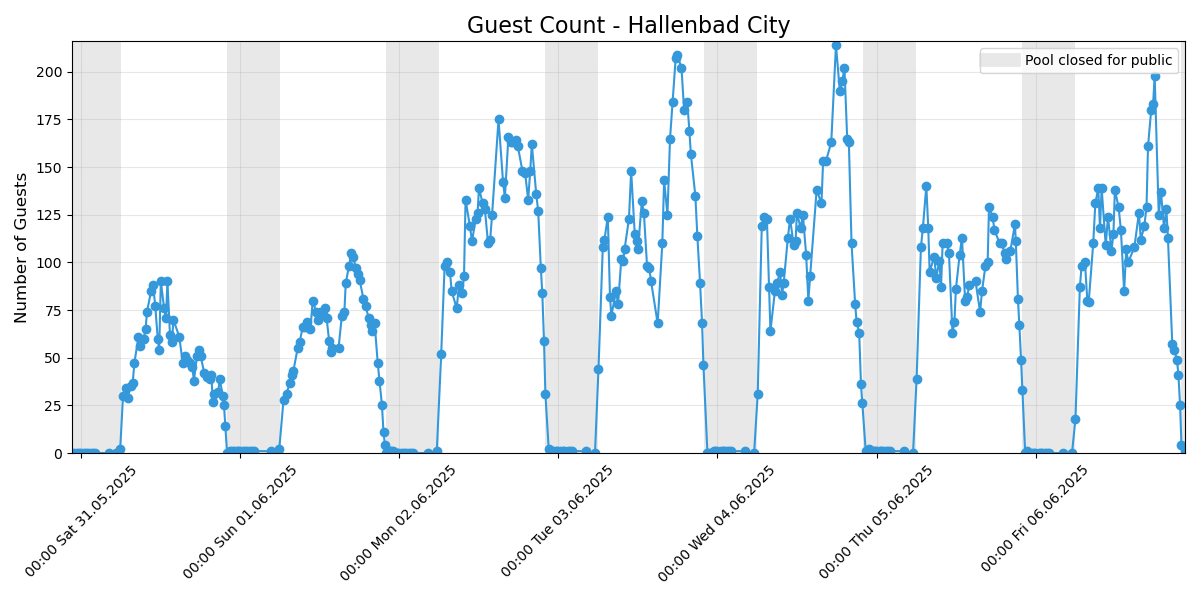 Guest Count - Hallenbad City
Pool closed for public
Number of Guests
200
175
150
125
100
75
50
25
0
00:00 Sat 31.05.2025
00:00 Sun 01.06.2025
00:00 Mon 02.06.2025
00:00 Tue 03.06.2025
00:00 Wed 04.06.2025
00:00 Thu 05.06.2025
00:00 Fri 06.06.2025